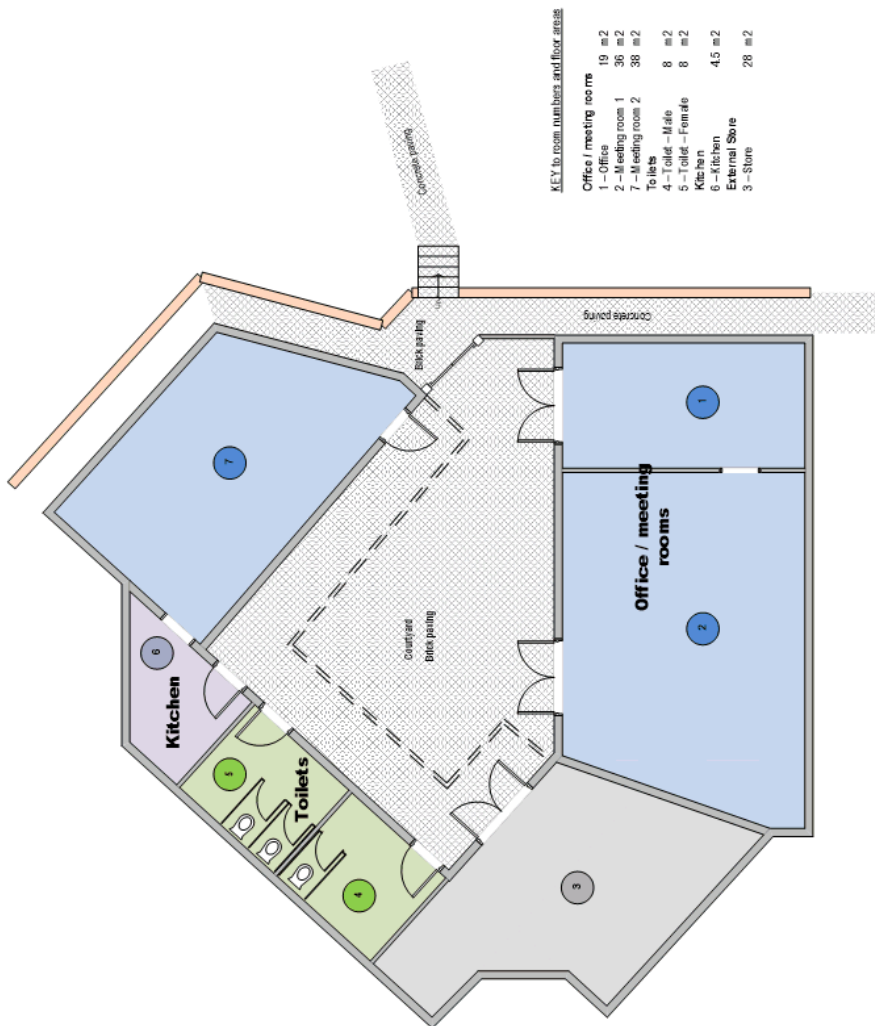 KEY to room numbers and floor areas
Office / meeting rooms
1 – Office 19 m2
2 – Meeting room 1 36 m2
7 – Meeting room 2 38 m2
Toilets
4 – Toilet – Male 8 m2
5 – Toilet – Female 8 m2
Kitchen
6 – Kitchen 4.5 m2
External Store
3 – Store 28 m2
Concrete paving
Concrete paving
Brick paving
7
1
Office / meeting
rooms
2
Courtyard
Brick paving
6
Kitchen
5
Toilets
4
3